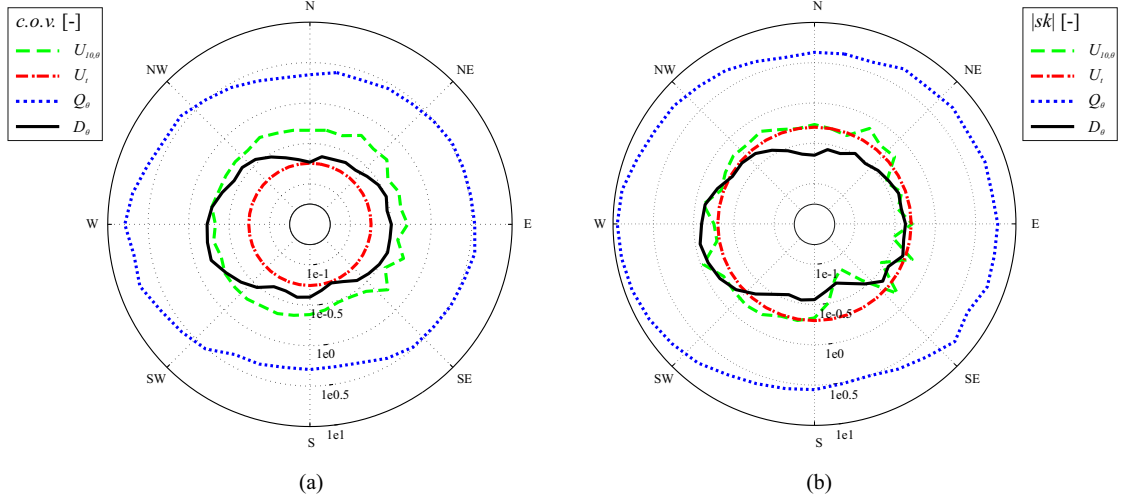 c.o.v. [-]
U10,θ
Ut
Qθ
Dθ
N
NE
E
SE
S
SW
W
NW
1e-1
1e-0.5
1e0
1e0.5
1e1
(a)
|sk| [-]
U10,θ
Ut
Qθ
Dθ
N
NE
E
SE
S
SW
W
NW
1e-1
1e-0.5
1e0
1e0.5
1e1
(b)